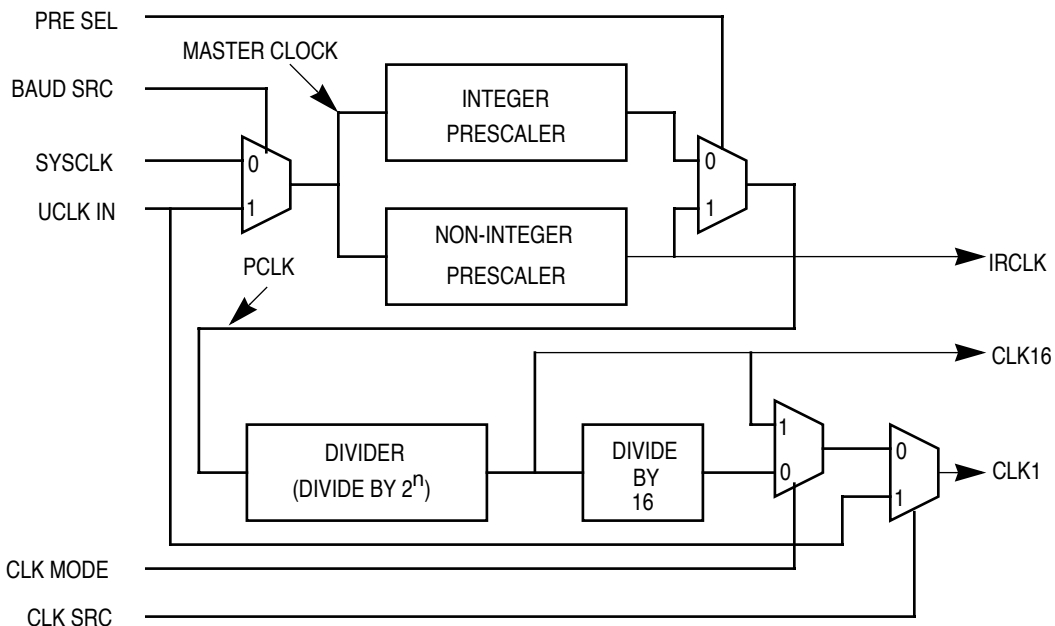 PRE SEL
MASTER CLOCK
BAUD SRC
INTEGER
PRESCALER
SYSCLK
0
0
UCLK IN
1
1
NON-INTEGER
PRESCALER
IRCLK
PCLK
CLK16
DIVIDER
(DIVIDE BY 2ⁿ)
DIVIDE
BY
16
1
0
0
1
CLK1
CLK MODE
CLK SRC